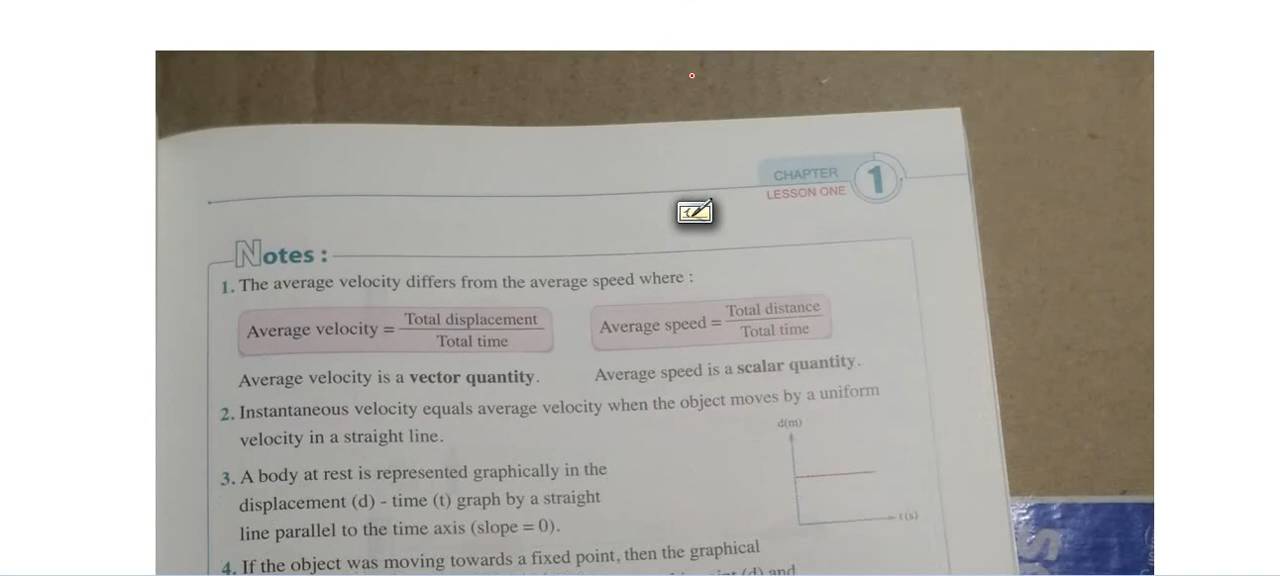 CHAPTER 1
LESSON ONE
Notes :
1. The average velocity differs from the average speed where :
Average velocity = Total displacement / Total time
Average speed = Total distance / Total time
Average velocity is a vector quantity.
Average speed is a scalar quantity.
2. Instantaneous velocity equals average velocity when the object moves by a uniform
velocity in a straight line.
d(m)
3. A body at rest is represented graphically in the
displacement (d) - time (t) graph by a straight
line parallel to the time axis (slope = 0).
t(s)
4. If the object was moving towards a fixed point, then the graphical
(d) and